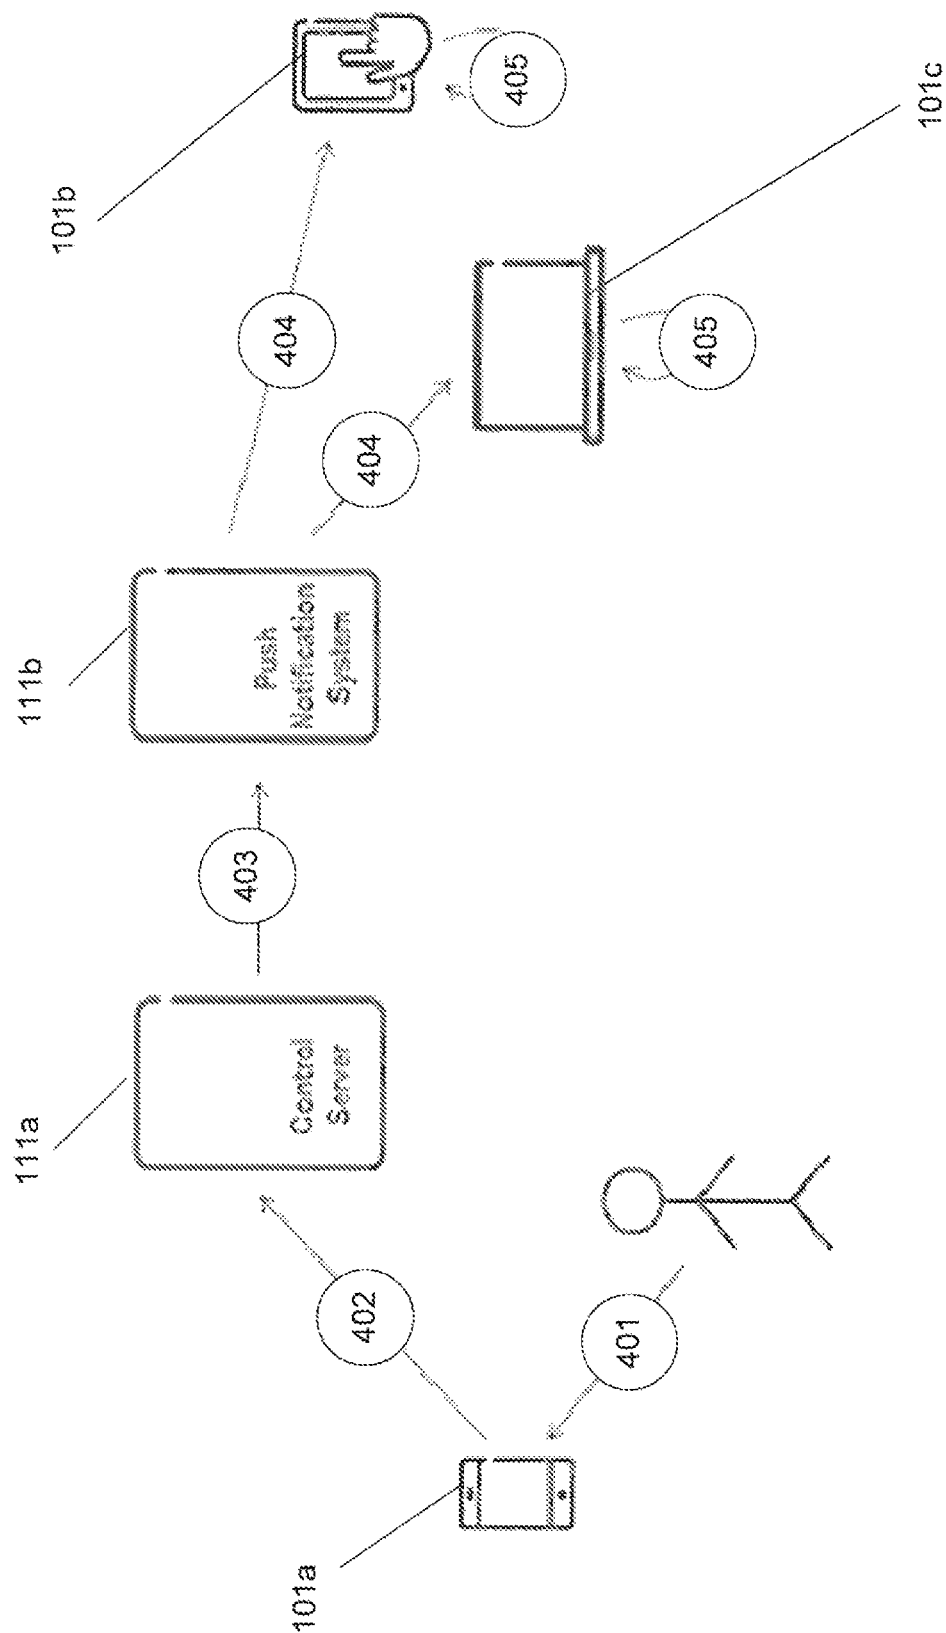 101a
401
402
111a
Control
Server
403
111b
Push
Notification
System
404
404
101b
405
405
101c